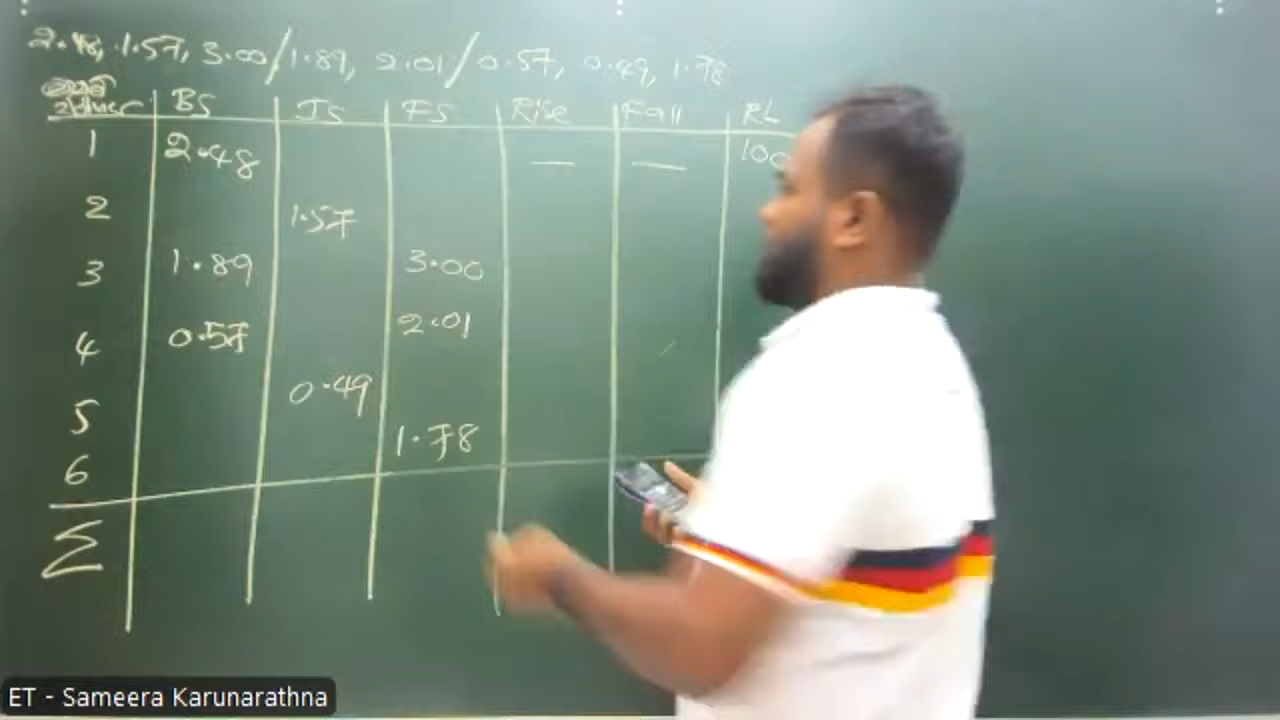 2.48, 1.57, 3.00/1.89, 2.01/0.57, 0.49, 1.78
BS IS FS Rise Fall RL
1 2.48 — — 100
2 1.57
3 1.89 3.00
4 0.57 2.01
5 0.49
6 1.78
Σ
ET - Sameera Karunarathna